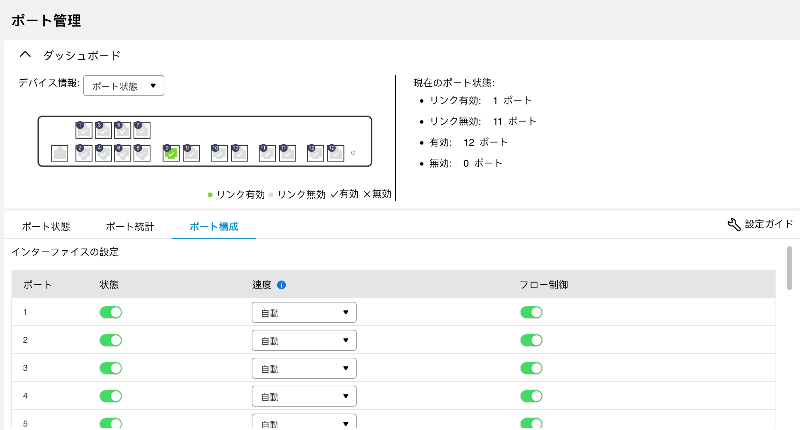 ポート管理
ダッシュボード
デバイス情報: ポート状態
現在のポート状態:
リンク有効: 1 ポート
リンク無効: 11 ポート
有効: 12 ポート
無効: 0 ポート
リンク有効 リンク無効 有効 無効
ポート状態 ポート統計 ポート構成 設定ガイド
インターフェイスの設定
ポート 状態 速度 フロー制御
1 自動
2 自動
3 自動
4 自動
5 自動